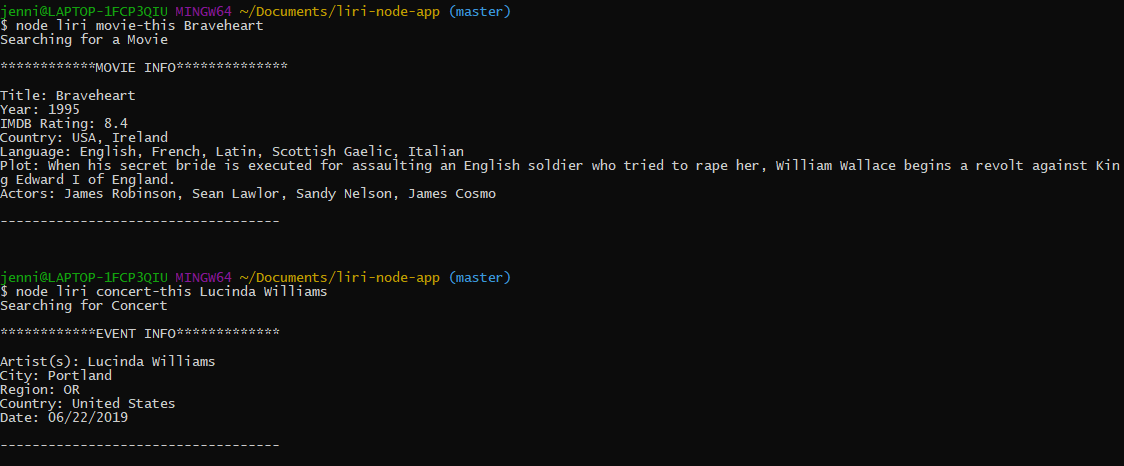 jenni@LAPTOP-1FCP3QIU MINGW64 ~/Documents/liri-node-app (master)
$ node liri movie-this Braveheart
Searching for a Movie
************MOVIE INFO**************
Title: Braveheart
Year: 1995
IMDB Rating: 8.4
Country: USA, Ireland
Language: English, French, Latin, Scottish Gaelic, Italian
Plot: When his secret bride is executed for assaulting an English soldier who tried to rape her, William Wallace begins a revolt against Kin
g Edward I of England.
Actors: James Robinson, Sean Lawlor, Sandy Nelson, James Cosmo
-----------------------------------
jenni@LAPTOP-1FCP3QIU MINGW64 ~/Documents/liri-node-app (master)
$ node liri concert-this Lucinda Williams
Searching for Concert
************EVENT INFO*************
Artist(s): Lucinda Williams
City: Portland
Region: OR
Country: United States
Date: 06/22/2019
-----------------------------------